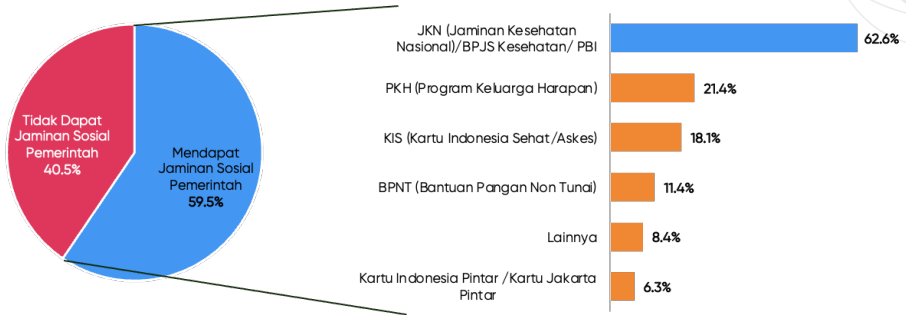 Tidak Dapat
Jaminan Sosial
Pemerintah
40.5%
Mendapat
Jaminan Sosial
Pemerintah
59.5%
JKN (Jaminan Kesehatan
Nasional)/BPJS Kesehatan/ PBI
62.6%
PKH (Program Keluarga Harapan)
21.4%
KIS (Kartu Indonesia Sehat/Askes)
18.1%
BPNT (Bantuan Pangan Non Tunai)
11.4%
Lainnya
8.4%
Kartu Indonesia Pintar /Kartu Jakarta
Pintar
6.3%